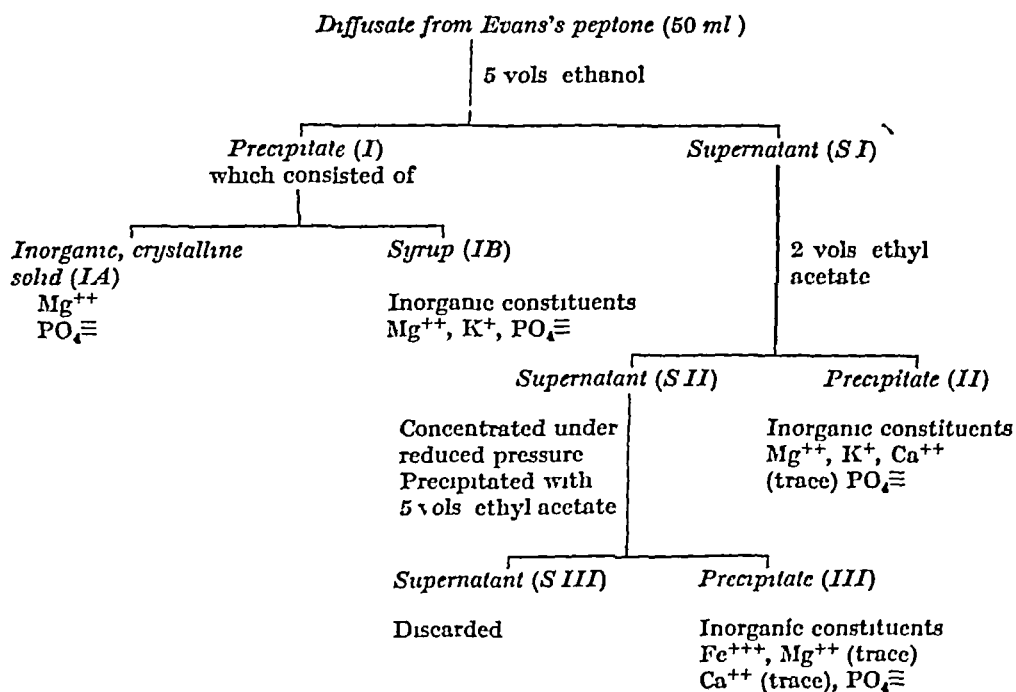 Diffusate from Evans's peptone (50 ml)
5 vols ethanol
Precipitate (I)
which consisted of
Supernatant (S I)
Inorganic, crystalline
solid (IA)
Mg++
PO₄≡
Syrup (IB)
Inorganic constituents
Mg++, K+, PO₄≡
2 vols ethyl
acetate
Supernatant (S II)
Precipitate (II)
Concentrated under
reduced pressure
Precipitated with
5 vols ethyl acetate
Inorganic constituents
Mg++, K+, Ca++
(trace) PO₄≡
Supernatant (S III)
Precipitate (III)
Discarded
Inorganic constituents
Fe+++, Mg++ (trace)
Ca++ (trace), PO₄≡